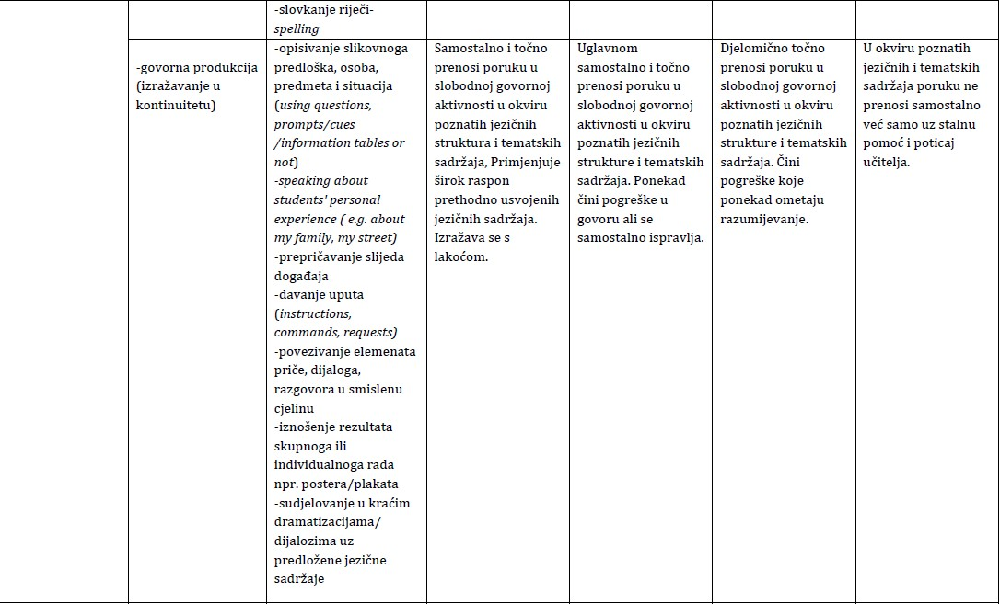 -slovkanje riječi-
spelling
-govorna produkcija
(izražavanje u
kontinuitetu)
-opisivanje slikovnoga
predloška, osoba,
predmeta i situacija
(using questions,
prompts/cues
/information tables or
not)
-speaking about
students' personal
experience ( e.g. about
my family, my street)
-prepričavanje slijeda
događaja
-davanje uputa
(instructions,
commands, requests)
-povezivanje elemenata
priče, dijaloga,
razgovora u smislenu
cjelinu
-iznošenje rezultata
skupnoga ili
individualnoga rada
npr. postera/plakata
-sudjelovanje u kraćim
dramatizacijama/
dijalozima uz
predložene jezične
sadržaje
Samostalno i točno
prenosi poruku u
slobodnoj govornoj
aktivnosti u okviru
poznatih jezičnih
struktura i tematskih
sadržaja, Primjenjuje
širok raspon
prethodno usvojenih
jezičnih sadržaja.
Izražava se s
lakoćom.
Uglavnom
samostalno i točno
prenosi poruku u
slobodnoj govornoj
aktivnosti u okviru
poznatih jezičnih
strukture i tematskih
sadržaja. Ponekad
čini pogreške u
govoru ali se
samostalno ispravlja.
Djelomično točno
prenosi poruku u
slobodnoj govornoj
aktivnosti u okviru
poznatih jezičnih
strukture i tematskih
sadržaja. Čini
pogreške koje
ponekad ometaju
razumijevanje.
U okviru poznatih
jezičnih i tematskih
sadržaja poruku ne
prenosi samostalno
već samo uz stalnu
pomoć i poticaj
učitelja.